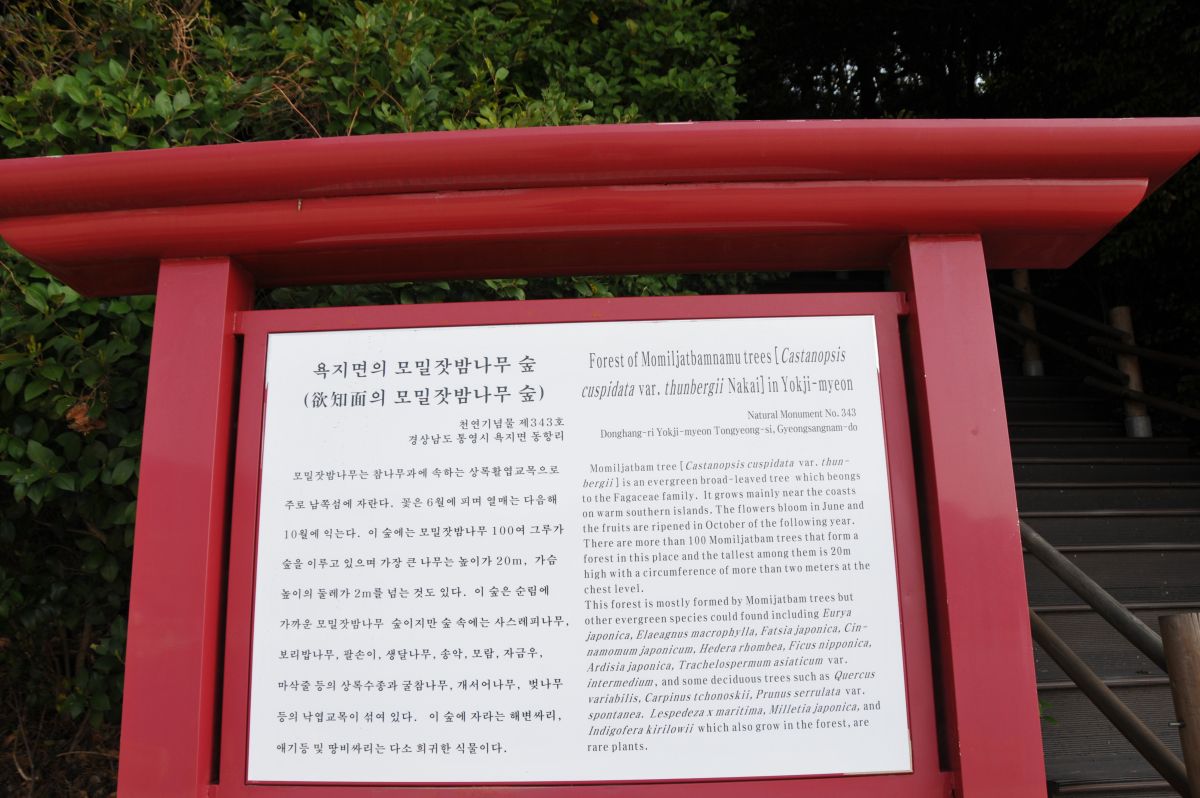 욕지면의 모밀잣밤나무 숲
(欲知面의 모밀잣밤나무 숲)
천연기념물 제343호
경상남도 통영시 욕지면 동항리
모밀잣밤나무는 참나무과에 속하는 상록활엽교목으로
주로 남쪽섬에 자란다. 꽃은 6월에 피며 열매는 다음해
10월에 익는다. 이 숲에는 모밀잣밤나무 100여 그루가
숲을 이루고 있으며 가장 큰 나무는 높이가 20m, 가슴
높이의 둘레가 2m를 넘는 것도 있다. 이 숲은 순림에
가까운 모밀잣밤나무 숲이지만 숲 속에는 사스레피나무,
보리밥나무, 팔손이, 생달나무, 송악, 모람, 자금우,
마삭줄 등의 상록수종과 굴참나무, 개서어나무, 벚나무
등의 낙엽교목이 섞여 있다. 이 숲에 자라는 해변싸리,
애기등 및 땅비싸리는 다소 희귀한 식물이다.
Forest of Momiljatbamnamu trees [Castanopsis
cuspidata var. thunbergii Nakai] in Yokji-myeon
Natural Monument No. 343
Donghang-ri Yokji-myeon Tongyeong-si, Gyeongsangnam-do
Momiljatbam tree [Castanopsis cuspidata var. thun-
bergii] is an evergreen broad-leaved tree which beongs
to the Fagaceae family. It grows mainly near the coasts
on warm southern islands. The flowers bloom in June and
the fruits are ripened in October of the following year.
There are more than 100 Momiljatbam trees that form a
forest in this place and the tallest among them is 20m
high with a circumference of more than two meters at the
chest level.
This forest is mostly formed by Momijatbam trees but
other evergreen species could found including Eurya
japonica, Elaeagnus macrophylla, Fatsia japonica, Cin-
namomum japonicum, Hedera rhombea, Ficus nipponica,
Ardisia japonica, Trachelospermum asiaticum var.
intermedium, and some deciduous trees such as Quercus
variabilis, Carpinus tchonoskii, Prunus serrulata var.
spontanea. Lespedeza x maritima, Milletia japonica, and
Indigofera kirilowii which also grow in the forest, are
rare plants.